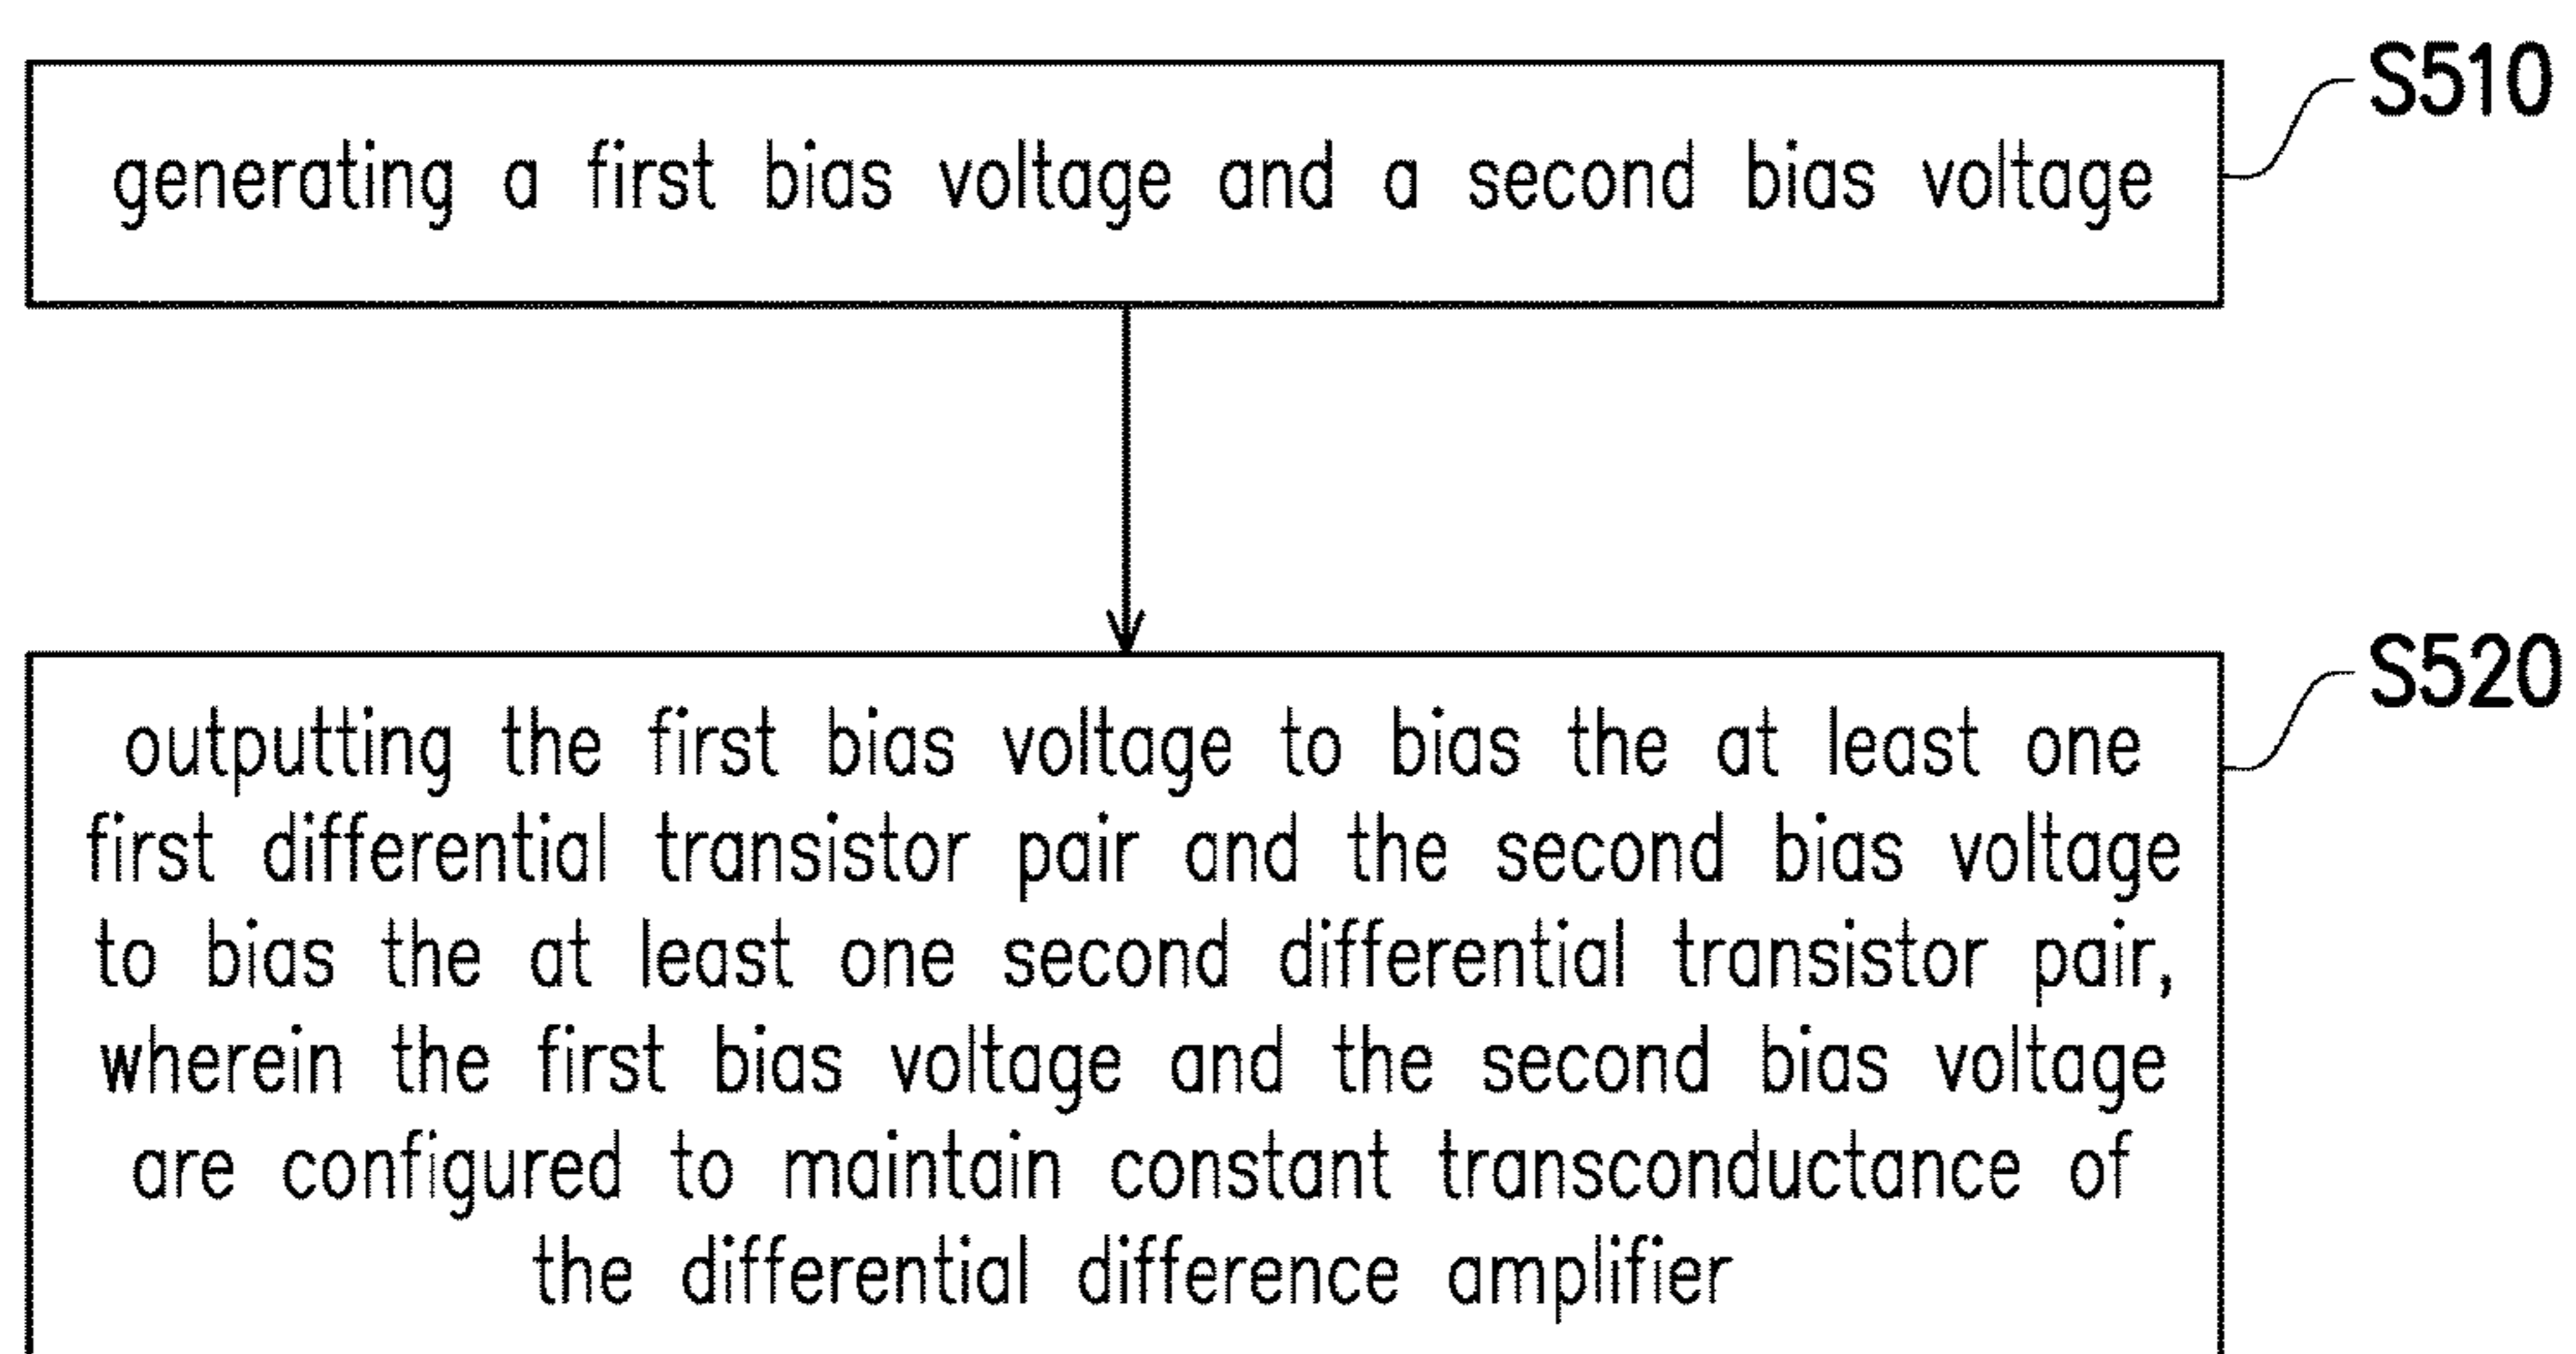 S510
generating a first bias voltage and a second bias voltage
S520
outputting the first bias voltage to bias the at least one
first differential transistor pair and the second bias voltage
to bias the at least one second differential transistor pair,
wherein the first bias voltage and the second bias voltage
are configured to maintain constant transconductance of
the differential difference amplifier